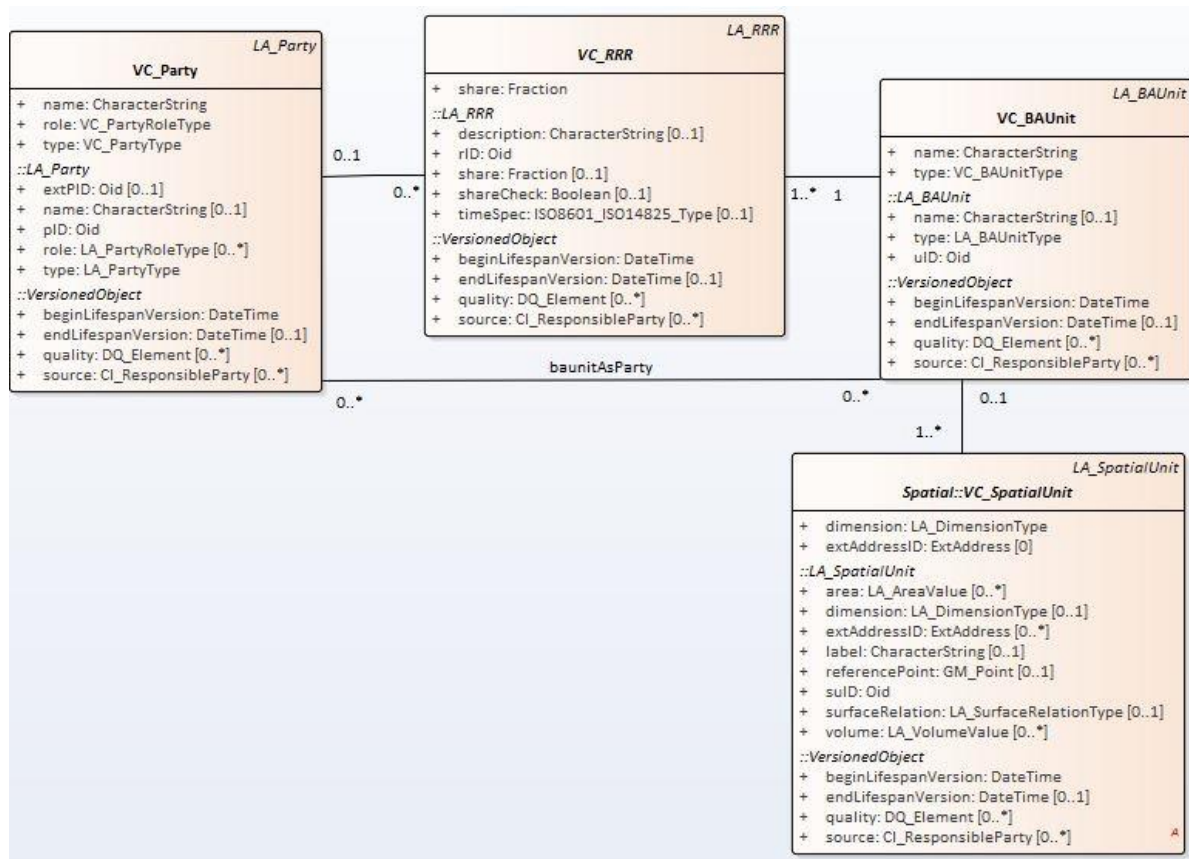 LA_Party
VC_Party
+ name: CharacterString
+ role: VC_PartyRoleType
+ type: VC_PartyType
::LA_Party
+ extPID: Oid [0..1]
+ name: CharacterString [0..1]
+ pID: Oid
+ role: LA_PartyRoleType [0..*]
+ type: LA_PartyType
::VersionedObject
+ beginLifespanVersion: DateTime
+ endLifespanVersion: DateTime [0..1]
+ quality: DQ_Element [0..*]
+ source: CI_ResponsibleParty [0..*]
0..1
0..*
LA_RRR
VC_RRR
+ share: Fraction
::LA_RRR
+ description: CharacterString [0..1]
+ rID: Oid
+ share: Fraction [0..1]
+ shareCheck: Boolean [0..1]
+ timeSpec: ISO8601_ISO14825_Type [0..1]
::VersionedObject
+ beginLifespanVersion: DateTime
+ endLifespanVersion: DateTime [0..1]
+ quality: DQ_Element [0..*]
+ source: CI_ResponsibleParty [0..*]
1..* 1
LA_BAUnit
VC_BAUnit
+ name: CharacterString
+ type: VC_BAUnitType
::LA_BAUnit
+ name: CharacterString [0..1]
+ type: LA_BAUnitType
+ uID: Oid
::VersionedObject
+ beginLifespanVersion: DateTime
+ endLifespanVersion: DateTime [0..1]
+ quality: DQ_Element [0..*]
+ source: CI_ResponsibleParty [0..*]
baunitAsParty
0..*
0..*
0..1
1..*
LA_SpatialUnit
Spatial::VC_SpatialUnit
+ dimension: LA_DimensionType
+ extAddressID: ExtAddress [0]
::LA_SpatialUnit
+ area: LA_AreaValue [0..*]
+ dimension: LA_DimensionType [0..1]
+ extAddressID: ExtAddress [0..*]
+ label: CharacterString [0..1]
+ referencePoint: GM_Point [0..1]
+ suID: Oid
+ surfaceRelation: LA_SurfaceRelationType [0..1]
+ volume: LA_VolumeValue [0..*]
::VersionedObject
+ beginLifespanVersion: DateTime
+ endLifespanVersion: DateTime [0..1]
+ quality: DQ_Element [0..*]
+ source: CI_ResponsibleParty [0..*]
A